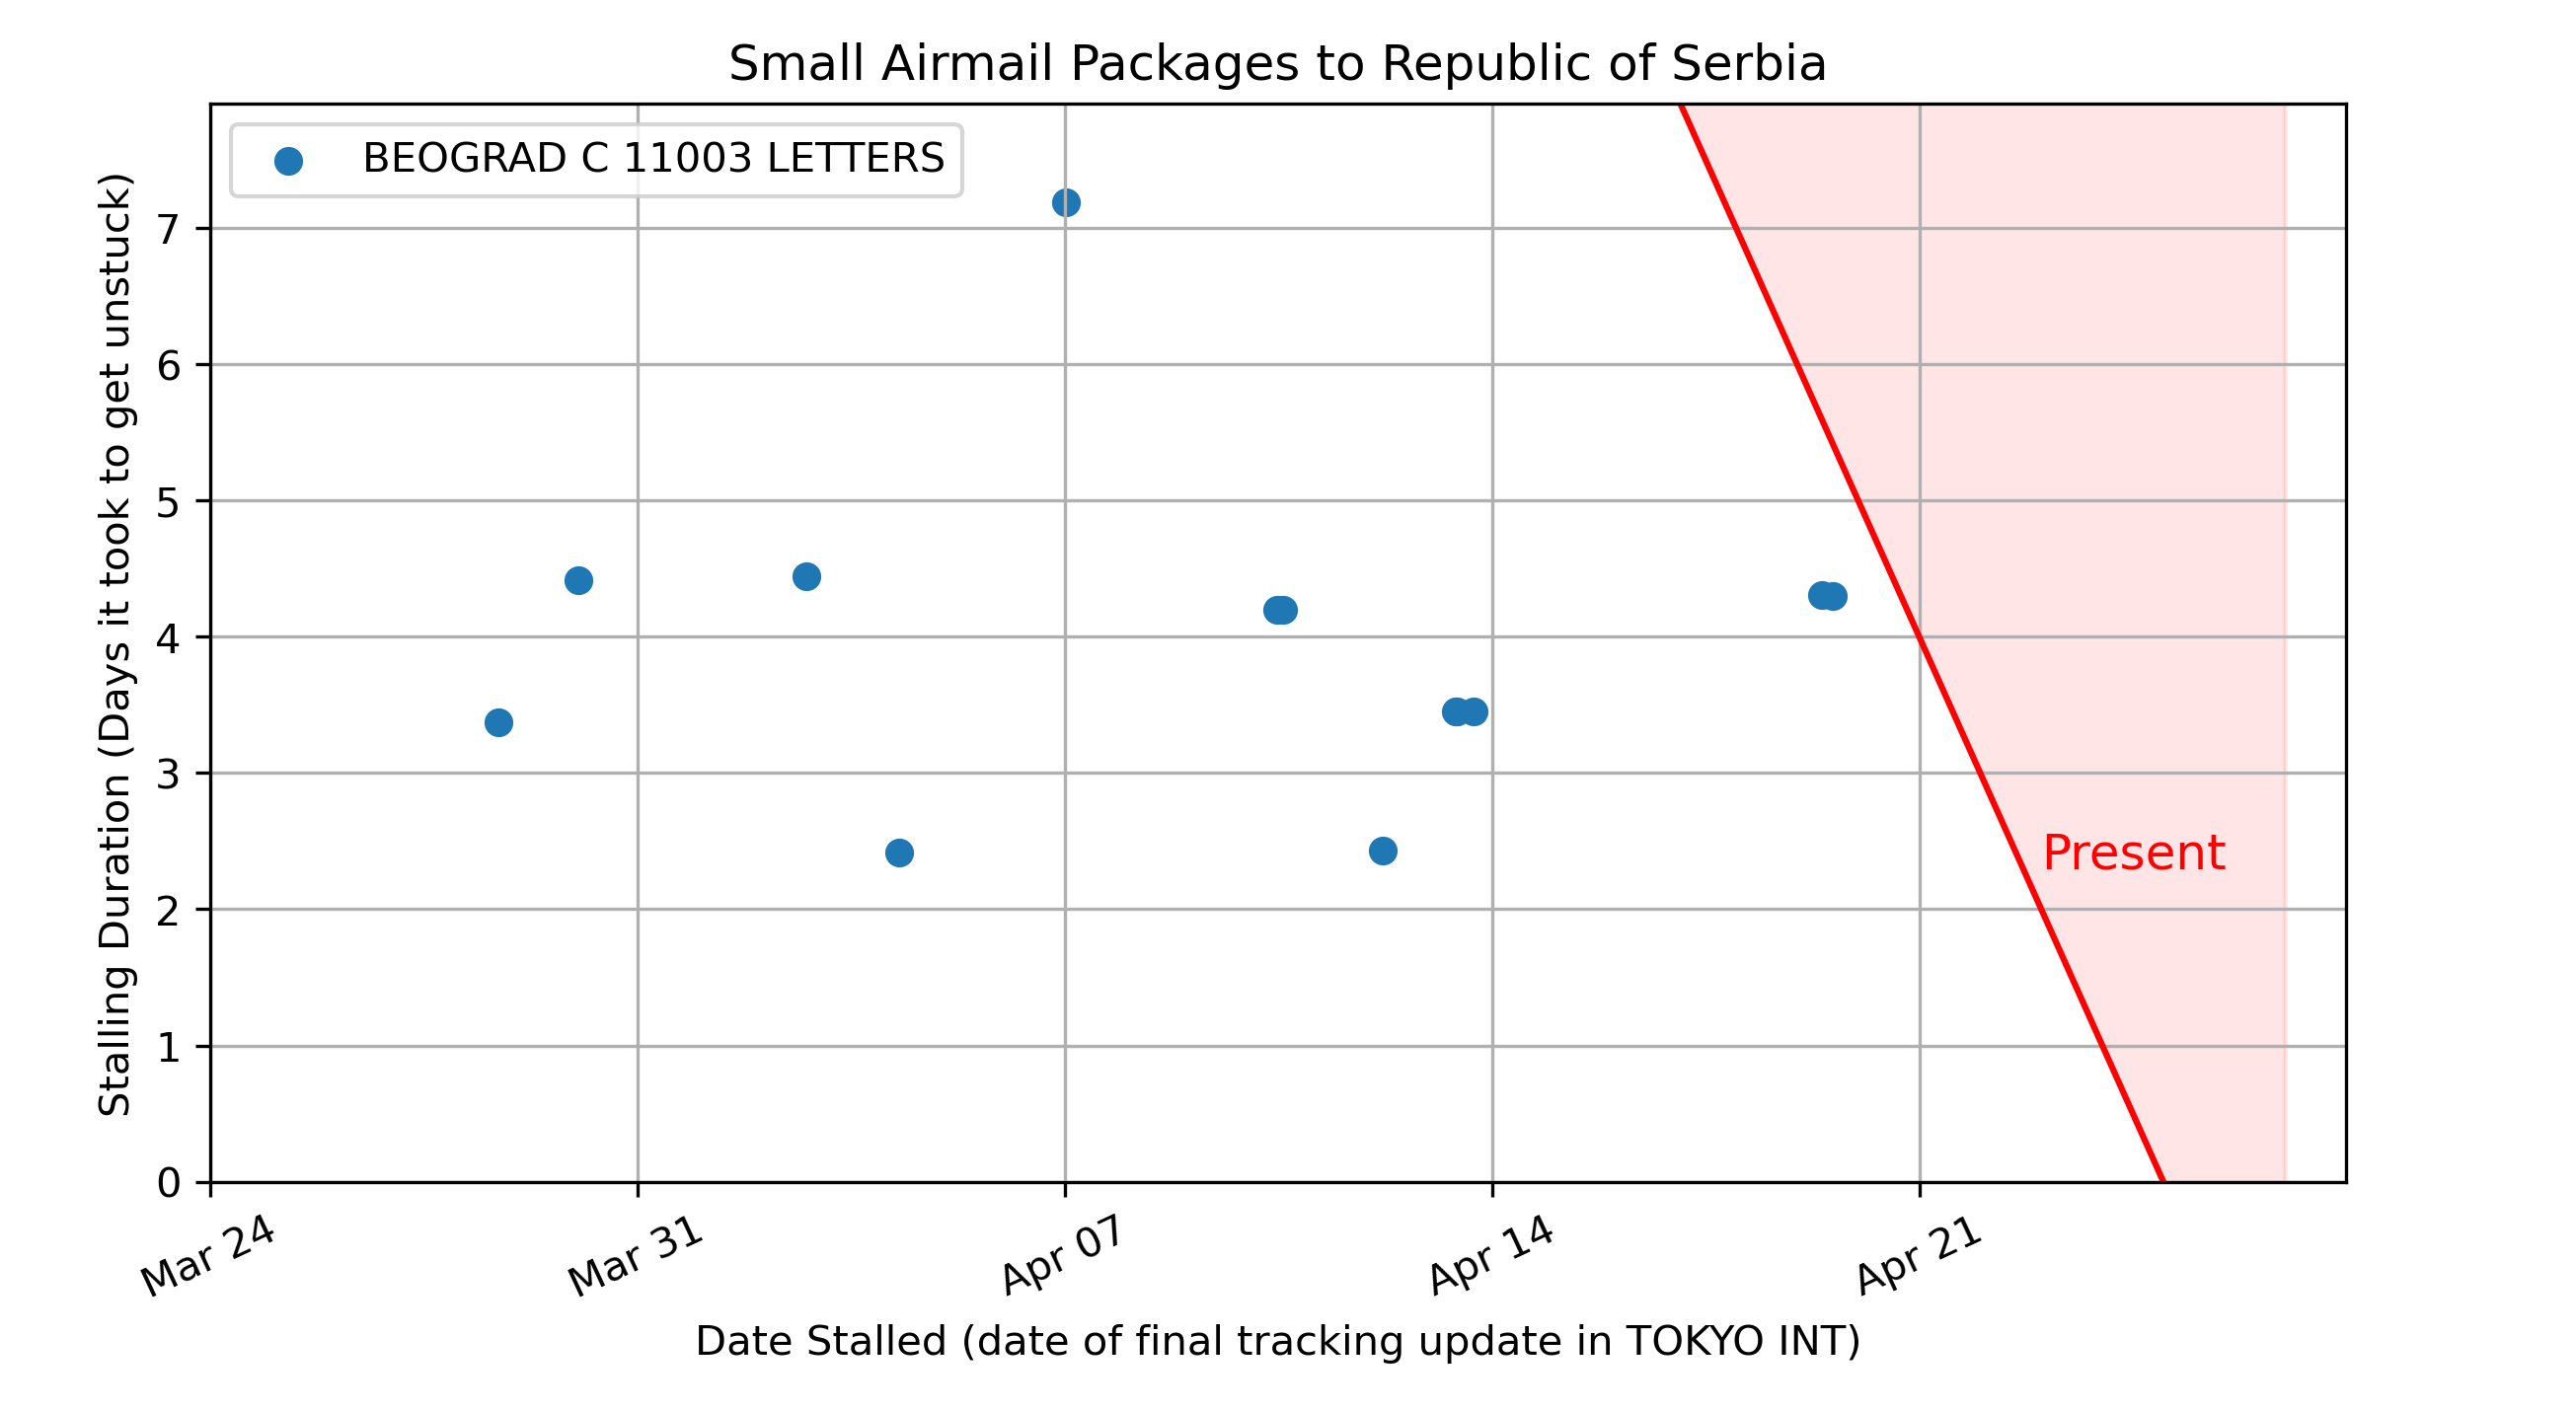 Small Airmail Packages to Republic of Serbia
BEOGRAD C 11003 LETTERS
Stalling Duration (Days it took to get unstuck)
7
6
5
4
3
2
1
0
Present
Mar 24
Mar 31
Apr 07
Apr 14
Apr 21
Date Stalled (date of final tracking update in TOKYO INT)